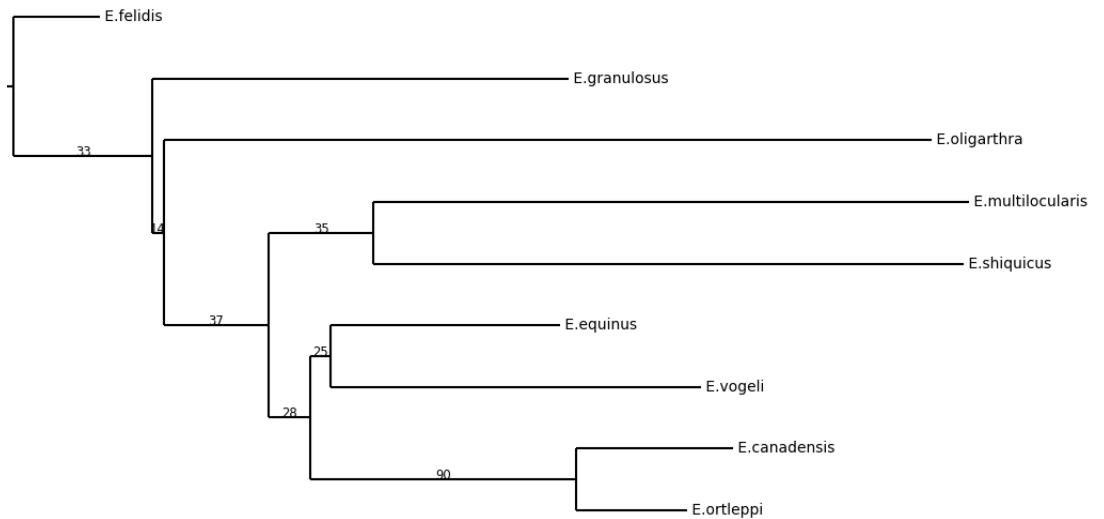 E.felidis
E.granulosus
E.oligarthra
33
E.multilocularis
14
35
E.shiquicus
37
E.equinus
25
E.vogeli
28
E.canadensis
90
E.ortleppi